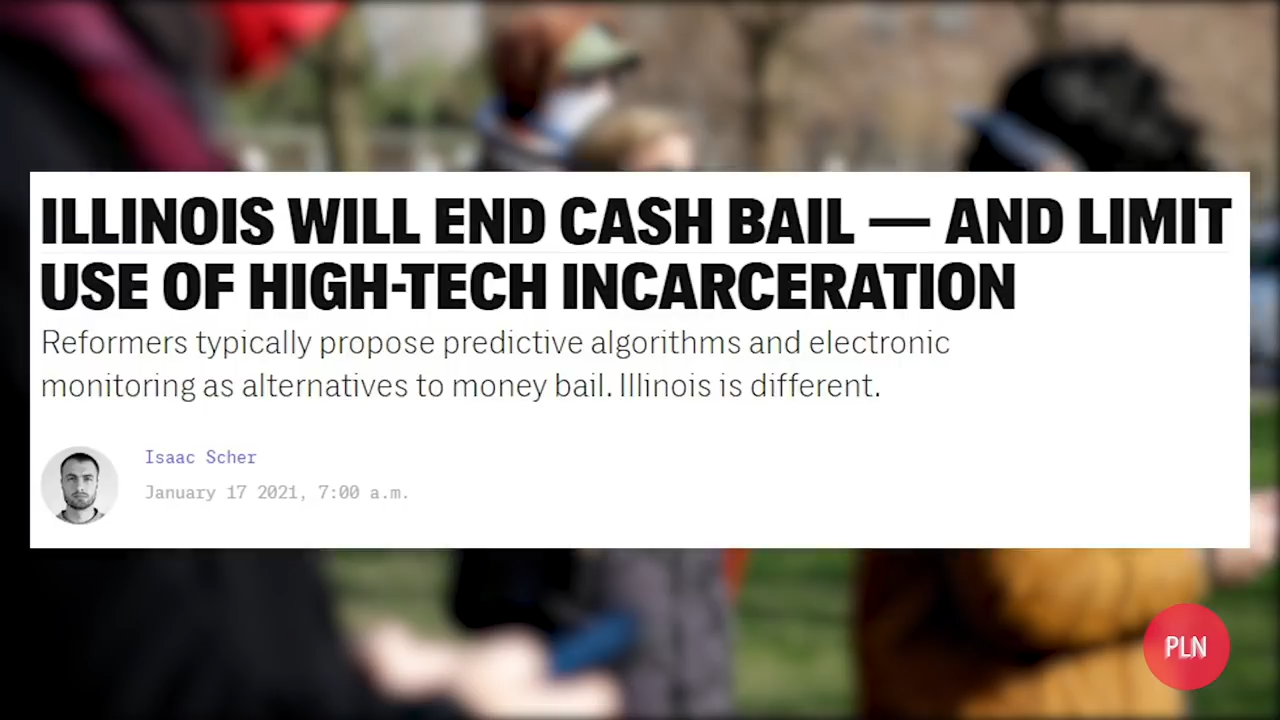 ILLINOIS WILL END CASH BAIL — AND LIMIT
USE OF HIGH-TECH INCARCERATION
Reformers typically propose predictive algorithms and electronic
monitoring as alternatives to money bail. Illinois is different.
Isaac Scher
January 17 2021, 7:00 a.m.
PLN